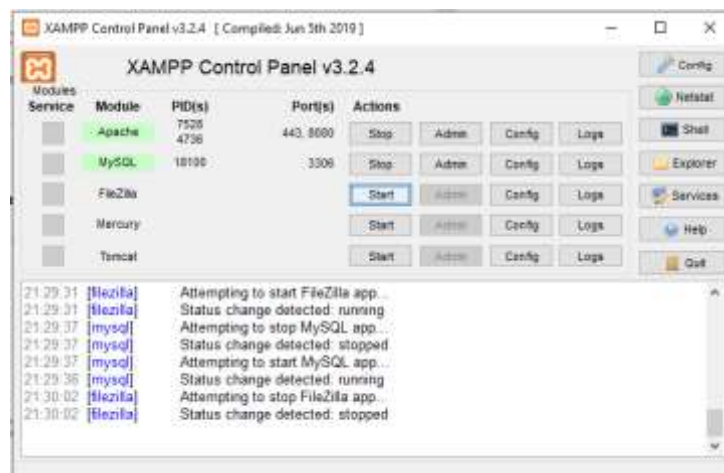 XAMPP Control Panel v3.2.4 [ Compiled: Jun 5th 2019 ]
XAMPP Control Panel v3.2.4
Config
Modules
Service Module PID(s) Port(s) Actions
Netstat
Apache 7528 4736 443, 8080 Stop Admin Config Logs
Shell
MySQL 10100 3306 Stop Admin Config Logs
Explorer
FileZilla Start Admin Config Logs
Services
Mercury Start Admin Config Logs
Help
Tomcat Start Admin Config Logs
Quit
21:29:31 [filezilla] Attempting to start FileZilla app...
21:29:31 [filezilla] Status change detected: running
21:29:37 [mysql] Attempting to stop MySQL app...
21:29:37 [mysql] Status change detected: stopped
21:29:37 [mysql] Attempting to start MySQL app...
21:29:38 [mysql] Status change detected: running
21:30:02 [filezilla] Attempting to stop FileZilla app...
21:30:02 [filezilla] Status change detected: stopped